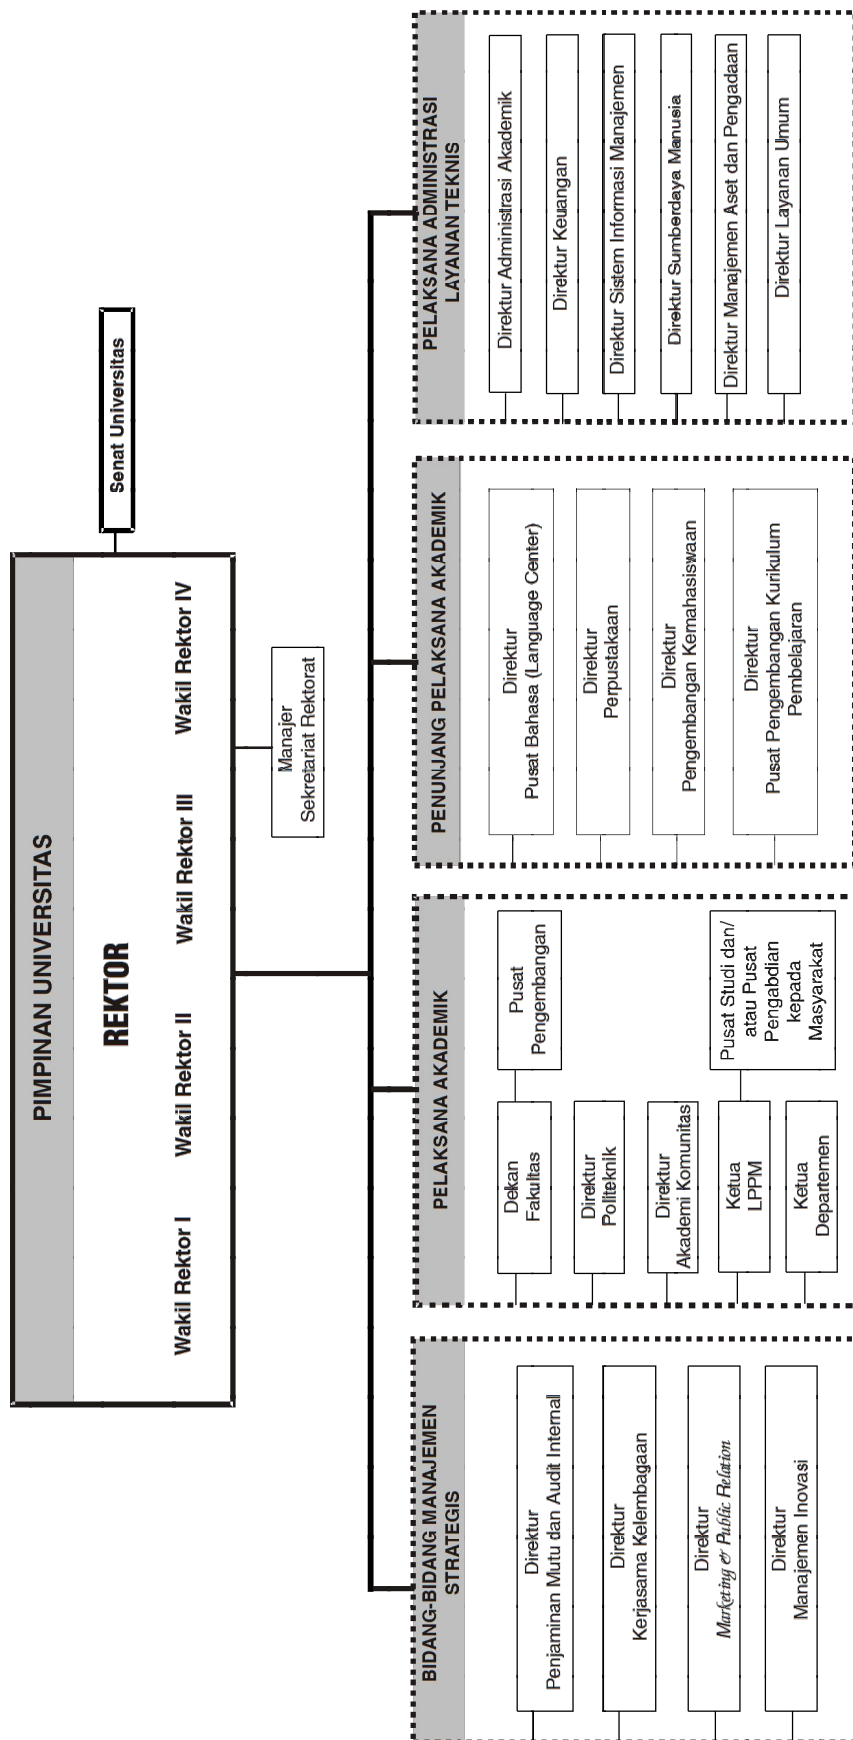 PIMPINAN UNIVERSITAS
REKTOR
Wakil Rektor I
Wakil Rektor II
Wakil Rektor III
Wakil Rektor IV
Senat Universitas
Manajer
Sekretariat Rektorat
BIDANG-BIDANG MANAJEMEN
STRATEGIS
Direktur
Penjaminan Mutu dan Audit Internal
Direktur
Kerjasama Kelembagaan
Direktur
Marketing & Public Relation
Direktur
Manajemen Inovasi
PELAKSANA AKADEMIK
Dekan
Fakultas
Pusat
Pengembangan
Direktur
Politeknik
Direktur
Akademi Komunitas
Ketua
LPPM
Pusat Studi dan/
atau Pusat
Pengabdian
kepada
Masyarakat
Ketua
Departemen
PENUNJANG PELAKSANA AKADEMIK
Direktur
Pusat Bahasa (Language Center)
Direktur
Perpustakaan
Direktur
Pengembangan Kemahasiswaan
Direktur
Pusat Pengembangan Kurikulum
Pembelajaran
PELAKSANA ADMINISTRASI
LAYANAN TEKNIS
Direktur Administrasi Akademik
Direktur Keuangan
Direktur Sistem Informasi Manajemen
Direktur Sumberdaya Manusia
Direktur Manajemen Aset dan Pengadaan
Direktur Layanan Umum